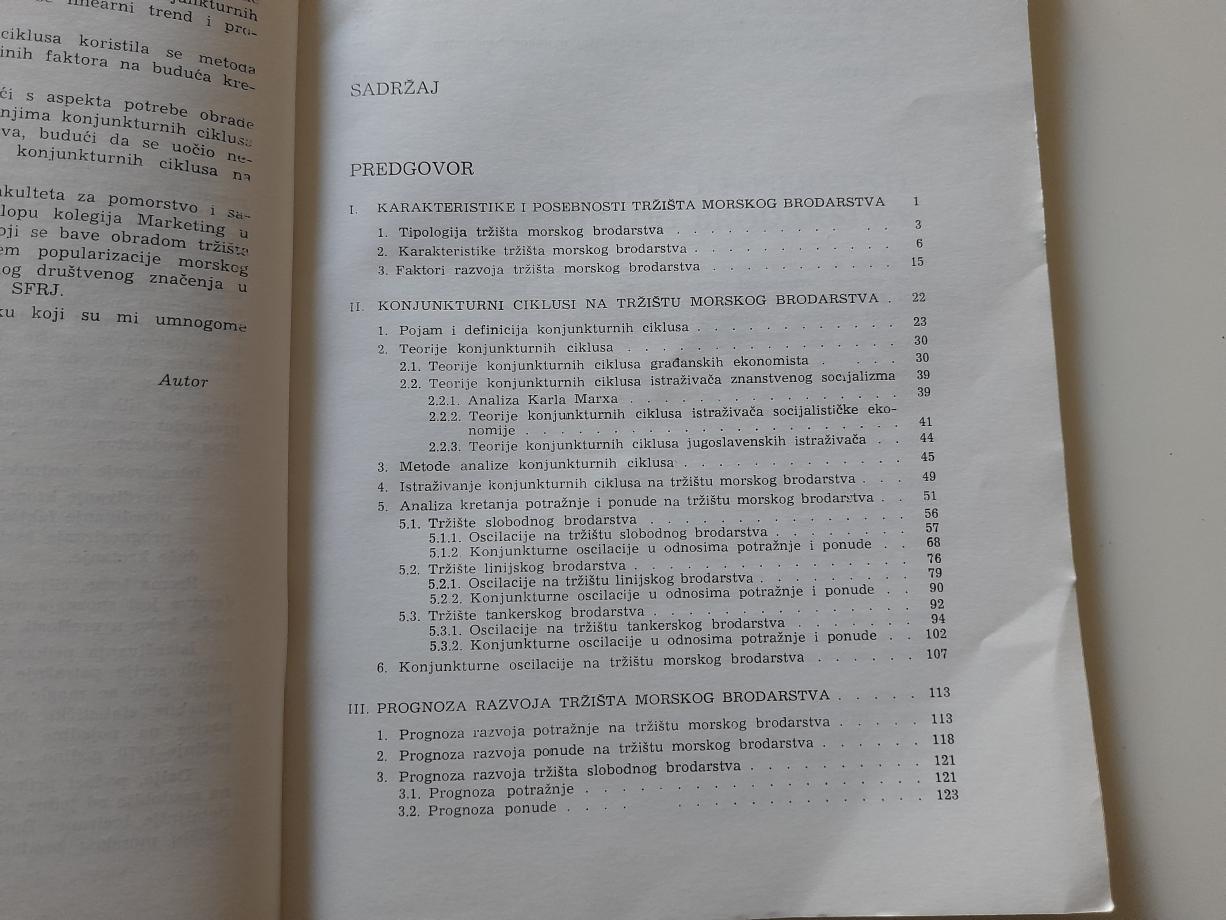 linearni trend i pro-
ciklusa koristila se metoda
faktora na buduća kre-
s aspekta potrebe obrade
konjunkturnih ciklusa
budući da se uočio ne-
konjunkturnih ciklusa na
za pomorstvo i sa-
kolegija Marketing u
se bave obradom tržišta
popularizacije morskog
društvenog značenja u
SFRJ.
koji su mi umnogome
Autor
SADRŽAJ
PREDGOVOR
I. KARAKTERISTIKE I POSEBNOSTI TRŽIŠTA MORSKOG BRODARSTVA 1
1. Tipologija tržišta morskog brodarstva . . . . . . . . . . . 3
2. Karakteristike tržišta morskog brodarstva . . . . . . . . . . 6
3. Faktori razvoja tržišta morskog brodarstva . . . . . . . . . . 15
II. KONJUNKTURNI CIKLUSI NA TRŽIŠTU MORSKOG BRODARSTVA . 22
1. Pojam i definicija konjunkturnih ciklusa . . . . . . . . . . . 23
2. Teorije konjunkturnih ciklusa . . . . . . . . . . . . . . 30
2.1. Teorije konjunkturnih ciklusa građanskih ekonomista . . . . 30
2.2. Teorije konjunkturnih ciklusa istraživača znanstvenog socijalizma 39
2.2.1. Analiza Karla Marxa . . . . . . . . . . . . . 39
2.2.2. Teorije konjunkturnih ciklusa istraživača socijalističke eko-
nomije . . . . . . . . . . . . . . . . . . 41
2.2.3. Teorije konjunkturnih ciklusa jugoslavenskih istraživača . . 44
3. Metode analize konjunkturnih ciklusa . . . . . . . . . . . . 45
4. Istraživanje konjunkturnih ciklusa na tržištu morskog brodarstva . . . 49
5. Analiza kretanja potražnje i ponude na tržištu morskog brodarstva . . 51
5.1. Tržište slobodnog brodarstva . . . . . . . . . . . . . 56
5.1.1. Oscilacije na tržištu slobodnog brodarstva . . . . . . . 57
5.1.2. Konjunkturne oscilacije u odnosima potražnje i ponude . . 68
5.2. Tržište linijskog brodarstva . . . . . . . . . . . . . . 76
5.2.1. Oscilacije na tržištu linijskog brodarstva . . . . . . . . 79
5.2 2. Konjunkturne oscilacije u odnosima potražnje i ponude . . 90
5.3. Tržište tankerskog brodarstva . . . . . . . . . . . . . 92
5.3.1. Oscilacije na tržištu tankerskog brodarstva . . . . . . 94
5.3.2. Konjunkturne oscilacije u odnosima potražnje i ponude . . 102
6. Konjunkturne oscilacije na tržištu morskog brodarstva . . . . . . 107
III. PROGNOZA RAZVOJA TRŽIŠTA MORSKOG BRODARSTVA . . . . . 113
1. Prognoza razvoja potražnje na tržištu morskog brodarstva . . . . . 113
2. Prognoza razvoja ponude na tržištu morskog brodarstva . . . . . . 118
3. Prognoza razvoja tržišta slobodnog brodarstva . . . . . . . . . 121
3.1. Prognoza potražnje . . . . . . . . . . . . . . . . . 121
3.2. Prognoza ponude . . . . . . . . . . . . . . . . . 123